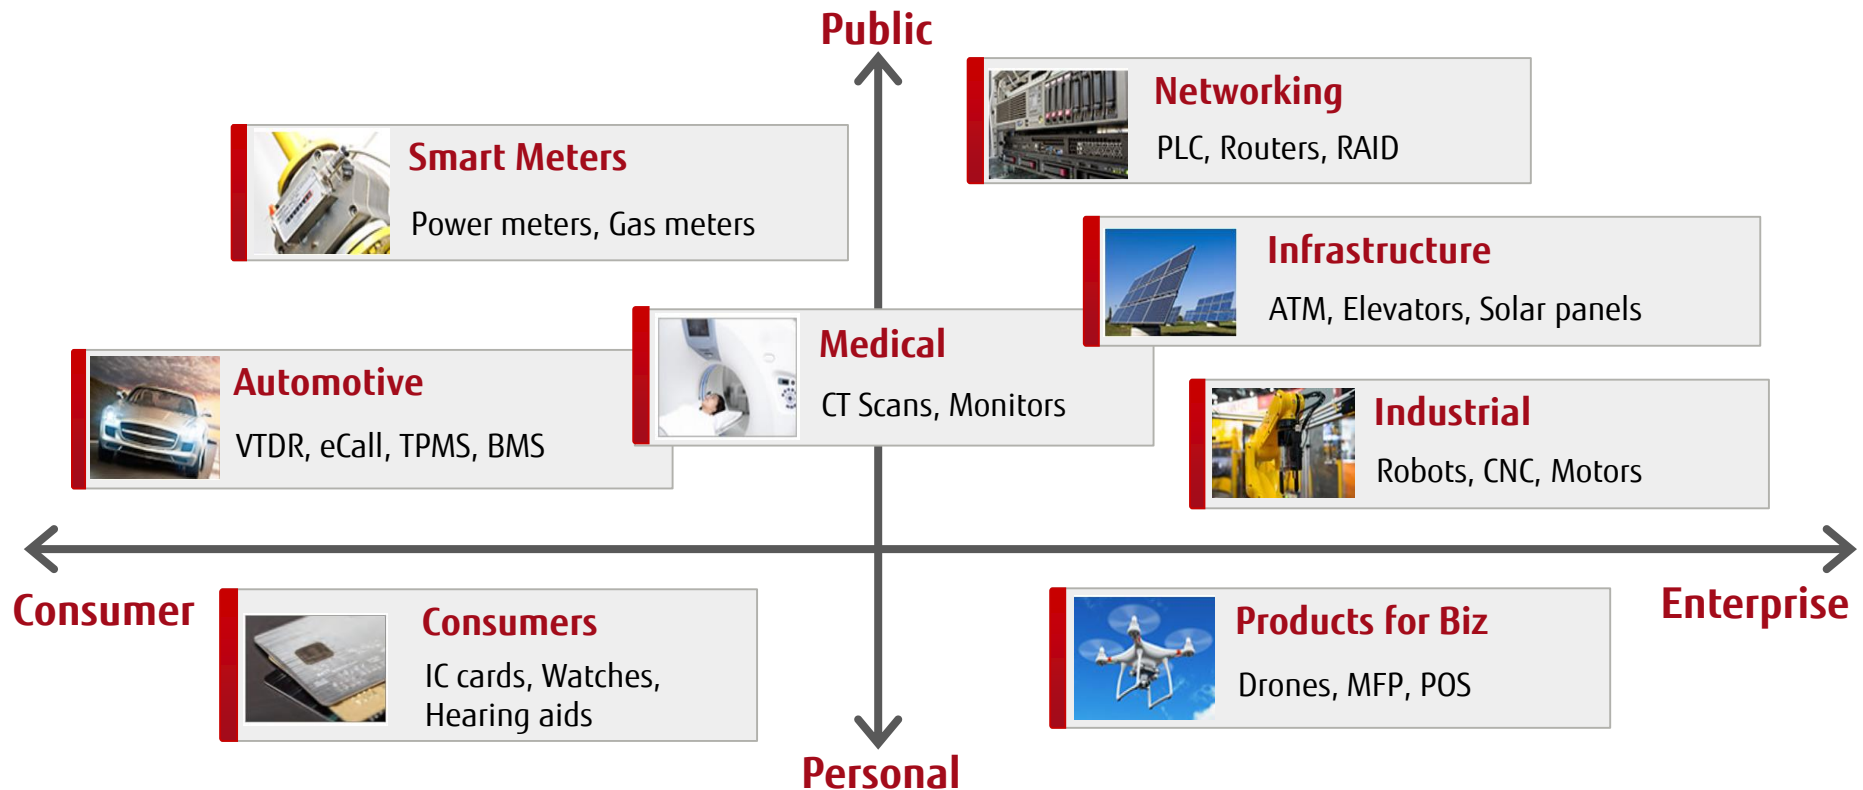 Public
Networking
PLC, Routers, RAID
Smart Meters
Power meters, Gas meters
Infrastructure
ATM, Elevators, Solar panels
Medical
CT Scans, Monitors
Automotive
VTDR, eCall, TPMS, BMS
Industrial
Robots, CNC, Motors
Consumer
Enterprise
Consumers
IC cards, Watches,
Hearing aids
Products for Biz
Drones, MFP, POS
Personal